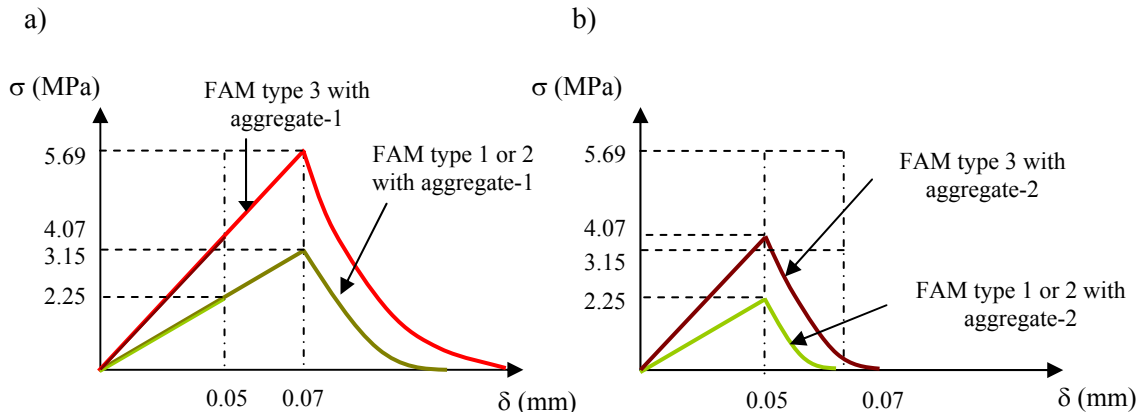 a)
σ (MPa)
FAM type 3 with
aggregate-1
FAM type 1 or 2
with aggregate-1
5.69
4.07
3.15
2.25
0.05
0.07
δ (mm)
b)
σ (MPa)
5.69
FAM type 3 with
aggregate-2
4.07
3.15
2.25
FAM type 1 or 2 with
aggregate-2
0.05
0.07
δ (mm)